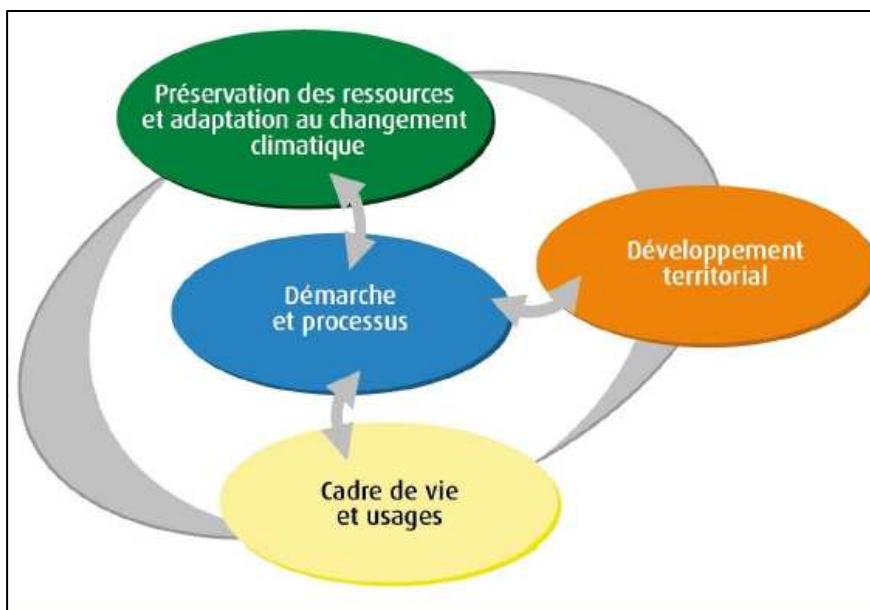 Préservation des ressources
et adaptation au changement
climatique
Développement
territorial
Démarche
et processus
Cadre de vie
et usages